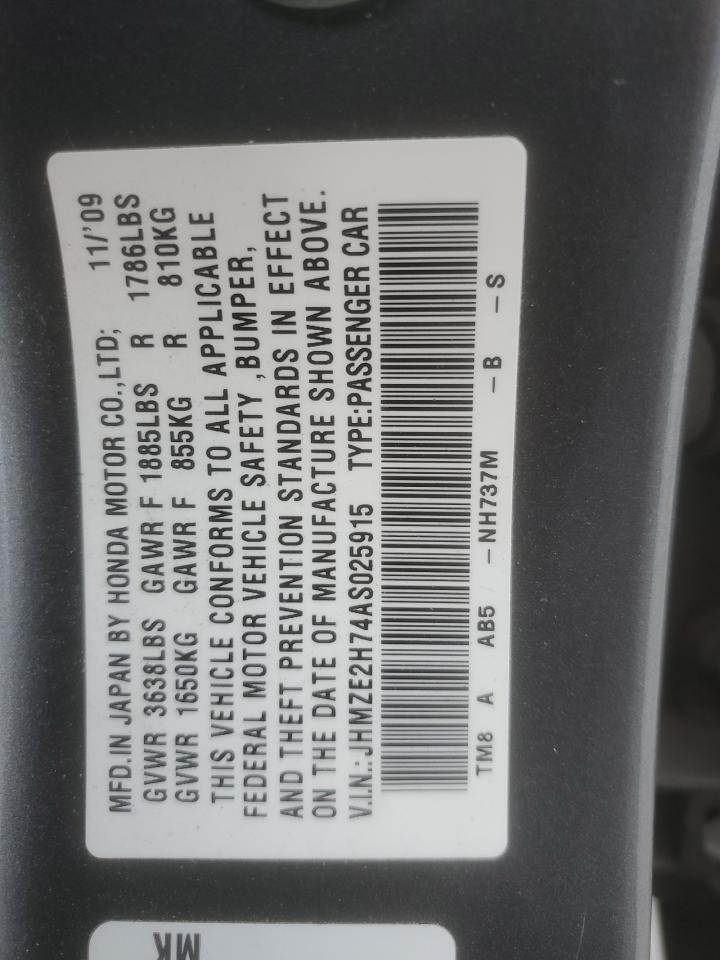 MFD.IN JAPAN BY HONDA MOTOR CO.,LTD; 11/'09
GVWR 3638LBS GAWR F 1885LBS R 1786LBS
GVWR 1650KG GAWR F 855KG R 810KG
THIS VEHICLE CONFORMS TO ALL APPLICABLE
FEDERAL MOTOR VEHICLE SAFETY ,BUMPER,
AND THEFT PREVENTION STANDARDS IN EFFECT
ON THE DATE OF MANUFACTURE SHOWN ABOVE.
V.I.N.: JHMZE2H74AS025915 TYPE:PASSENGER CAR
TM8 A AB5 -NH737M -B -S
MK